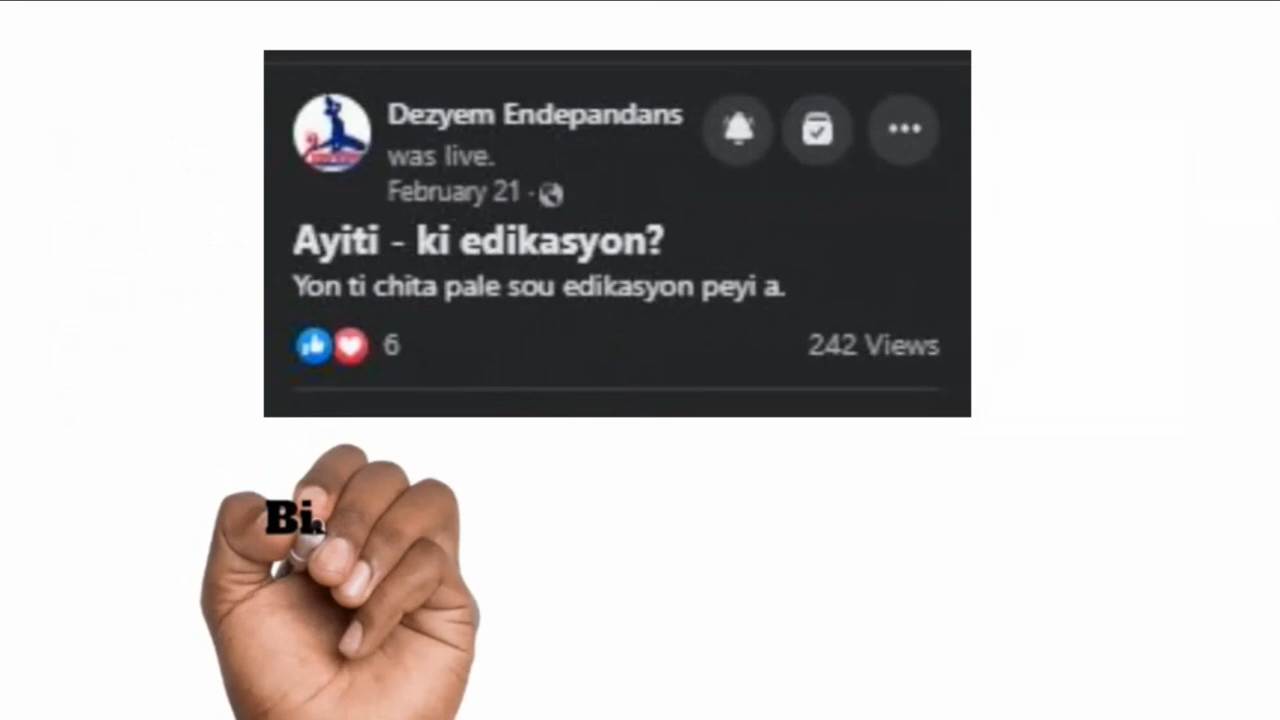 Dezyem Endepandans
was live.
February 21 ·
Ayiti - ki edikasyon?
Yon ti chita pale sou edikasyon peyi a.
6
242 Views
Bi